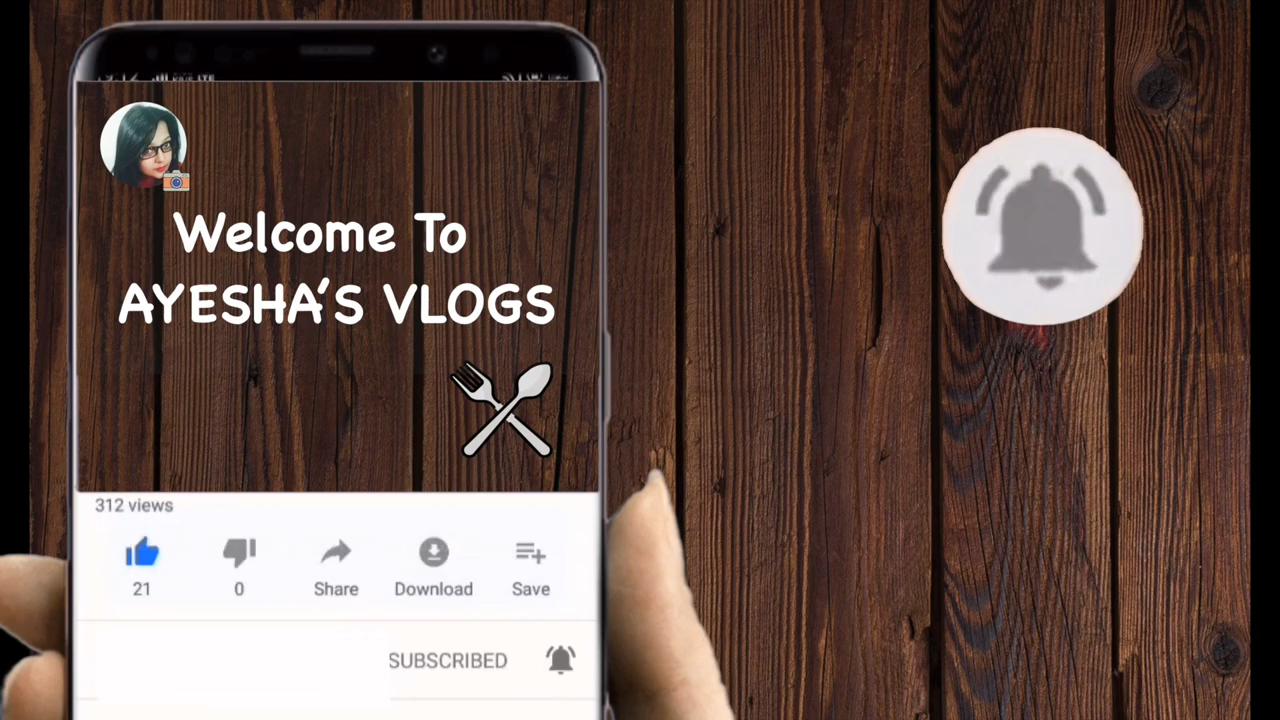 Welcome To
AYESHA'S VLOGS
312 views
21
0
Share
Download
Save
SUBSCRIBED